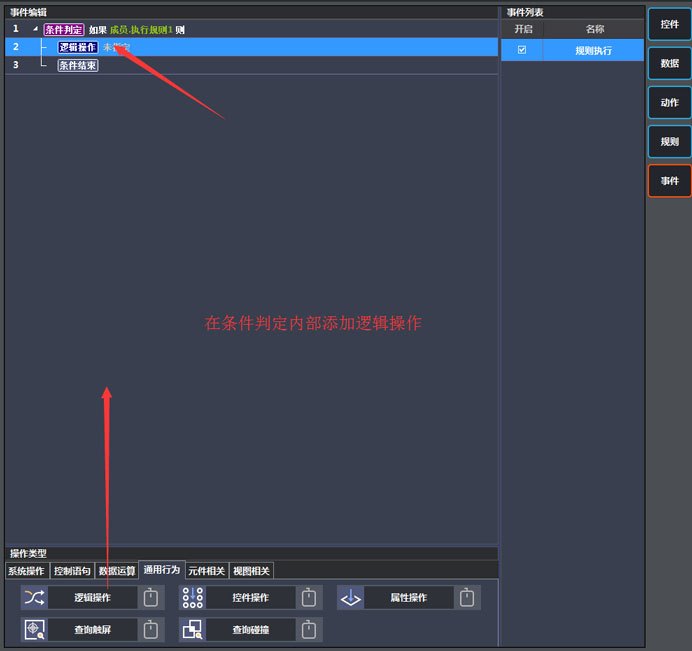 事件编辑
1 条件判定 如果 成员.执行规则1 则
2 逻辑操作 未指定
3 条件结束
在条件判定内部添加逻辑操作
操作类型
系统操作 控制语句 数据运算 通用行为 元件相关 视图相关
逻辑操作 控件操作 属性操作
查询触屏 查询碰撞
事件列表
开启 名称
规则执行
控件
数据
动作
规则
事件